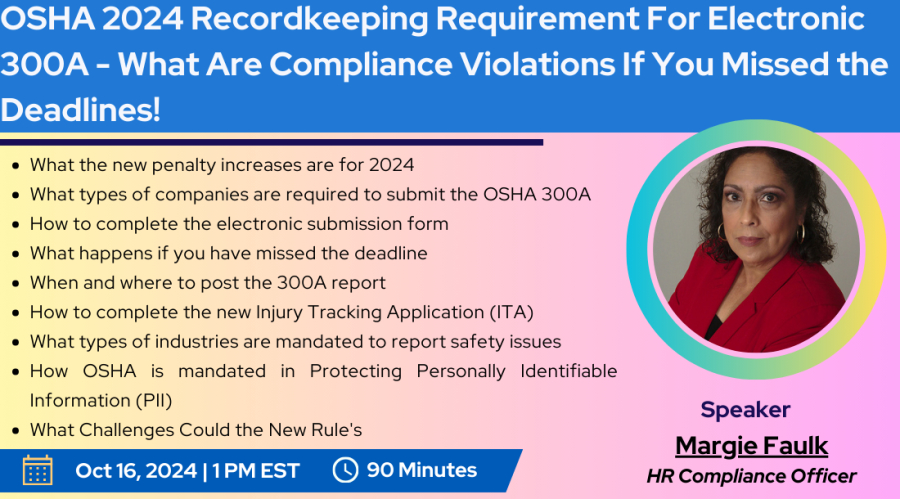 OSHA 2024 Recordkeeping Requirement For Electronic
300A - What Are Compliance Violations If You Missed the
Deadlines!
• What the new penalty increases are for 2024
• What types of companies are required to submit the OSHA 300A
• How to complete the electronic submission form
• What happens if you have missed the deadline
• When and where to post the 300A report
• How to complete the new Injury Tracking Application (ITA)
• What types of industries are mandated to report safety issues
• How OSHA is mandated in Protecting Personally Identifiable
Information (PII)
• What Challenges Could the New Rule's
Oct 16, 2024 | 1 PM EST
90 Minutes
Speaker
Margie Faulk
HR Compliance Officer